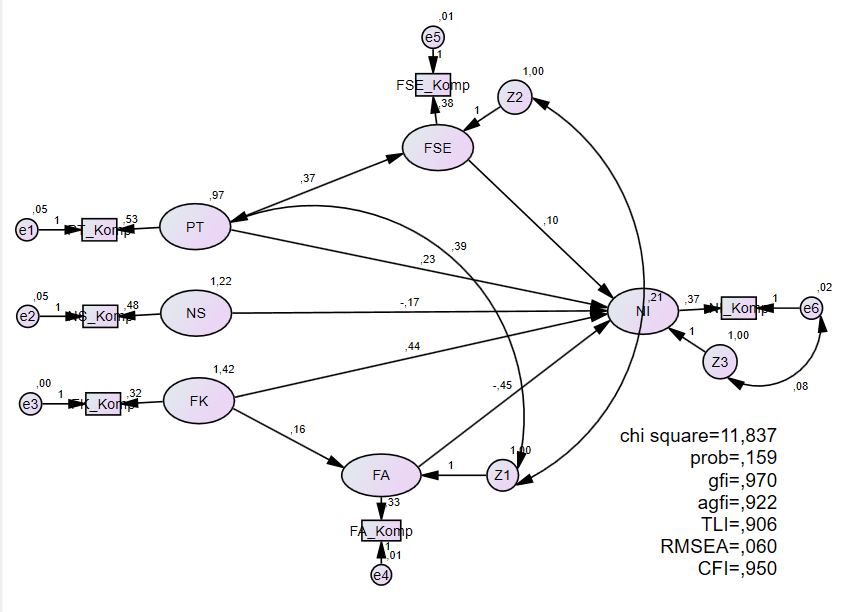 ,01
e5
1
FSE_Komp
,38
1,00
Z2
1
FSE
,37
,97
,05
e1
1
PT_Komp
,53
PT
,10
,39
,23
1,22
,05
e2
1
NS_Komp
,48
NS
-,17
,21
NI
,37
NI_Komp
1
,02
e6
1
1,00
Z3
,08
,44
1,42
,00
e3
1
FK_Komp
,32
FK
-,45
,16
FA
1
1,00
Z1
,33
FA_Komp
1
,01
e4
chi square=11,837
prob=,159
gfi=,970
agfi=,922
TLI=,906
RMSEA=,060
CFI=,950